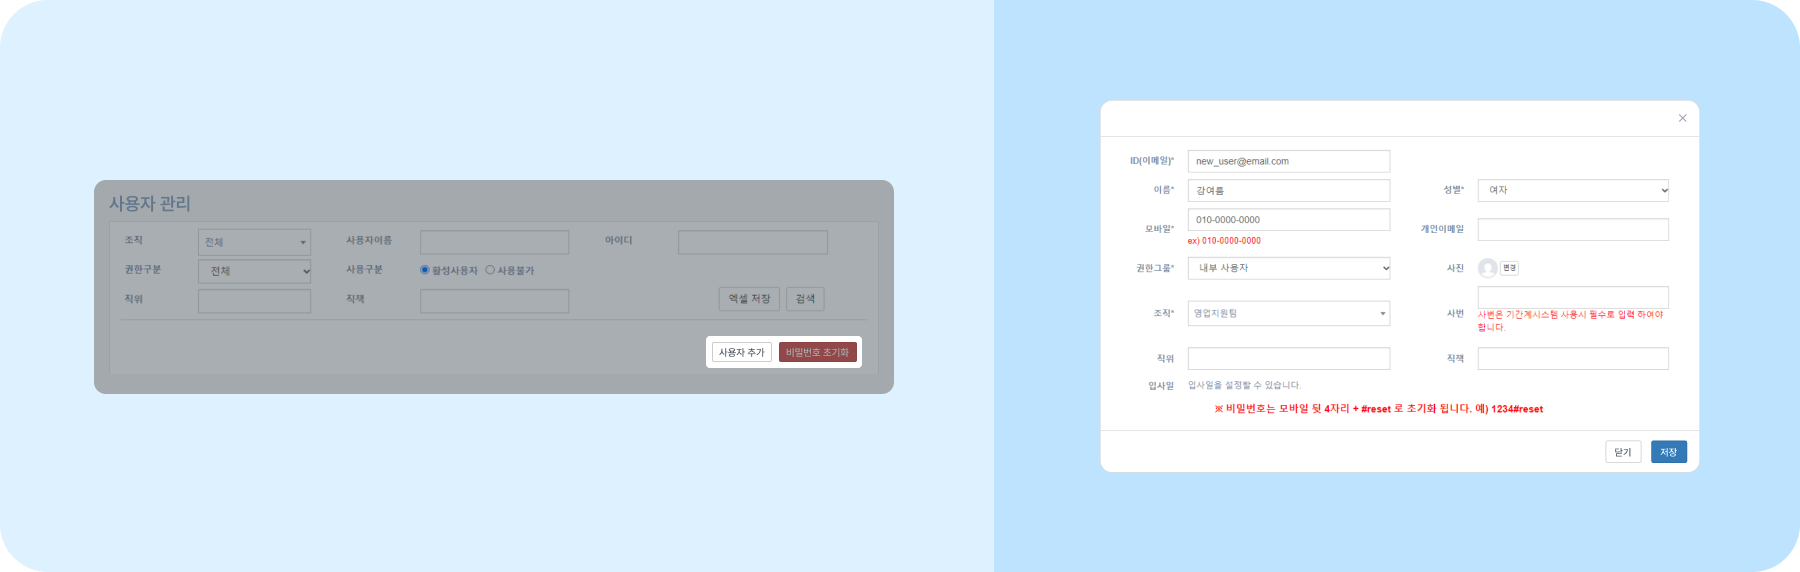 사용자 관리
조직 전체 사용자이름 아이디
권한구분 전체 사용구분 활성사용자 사용불가
직위 직책 엑셀 저장 검색
사용자 추가 비밀번호 초기화
×
ID(이메일)* new_user@email.com
이름* 강여름 성별* 여자
모바일* 010-0000-0000 개인이메일
ex) 010-0000-0000
권한그룹* 내부 사용자 사진 변경
조직* 영업지원팀 사번
사번은 기간계시스템 사용시 필수로 입력 하여야
합니다.
직위 직책
입사일 입사일을 설정할 수 있습니다.
※ 비밀번호는 모바일 뒷 4자리 + #reset 로 초기화 됩니다. 예) 1234#reset
닫기 저장